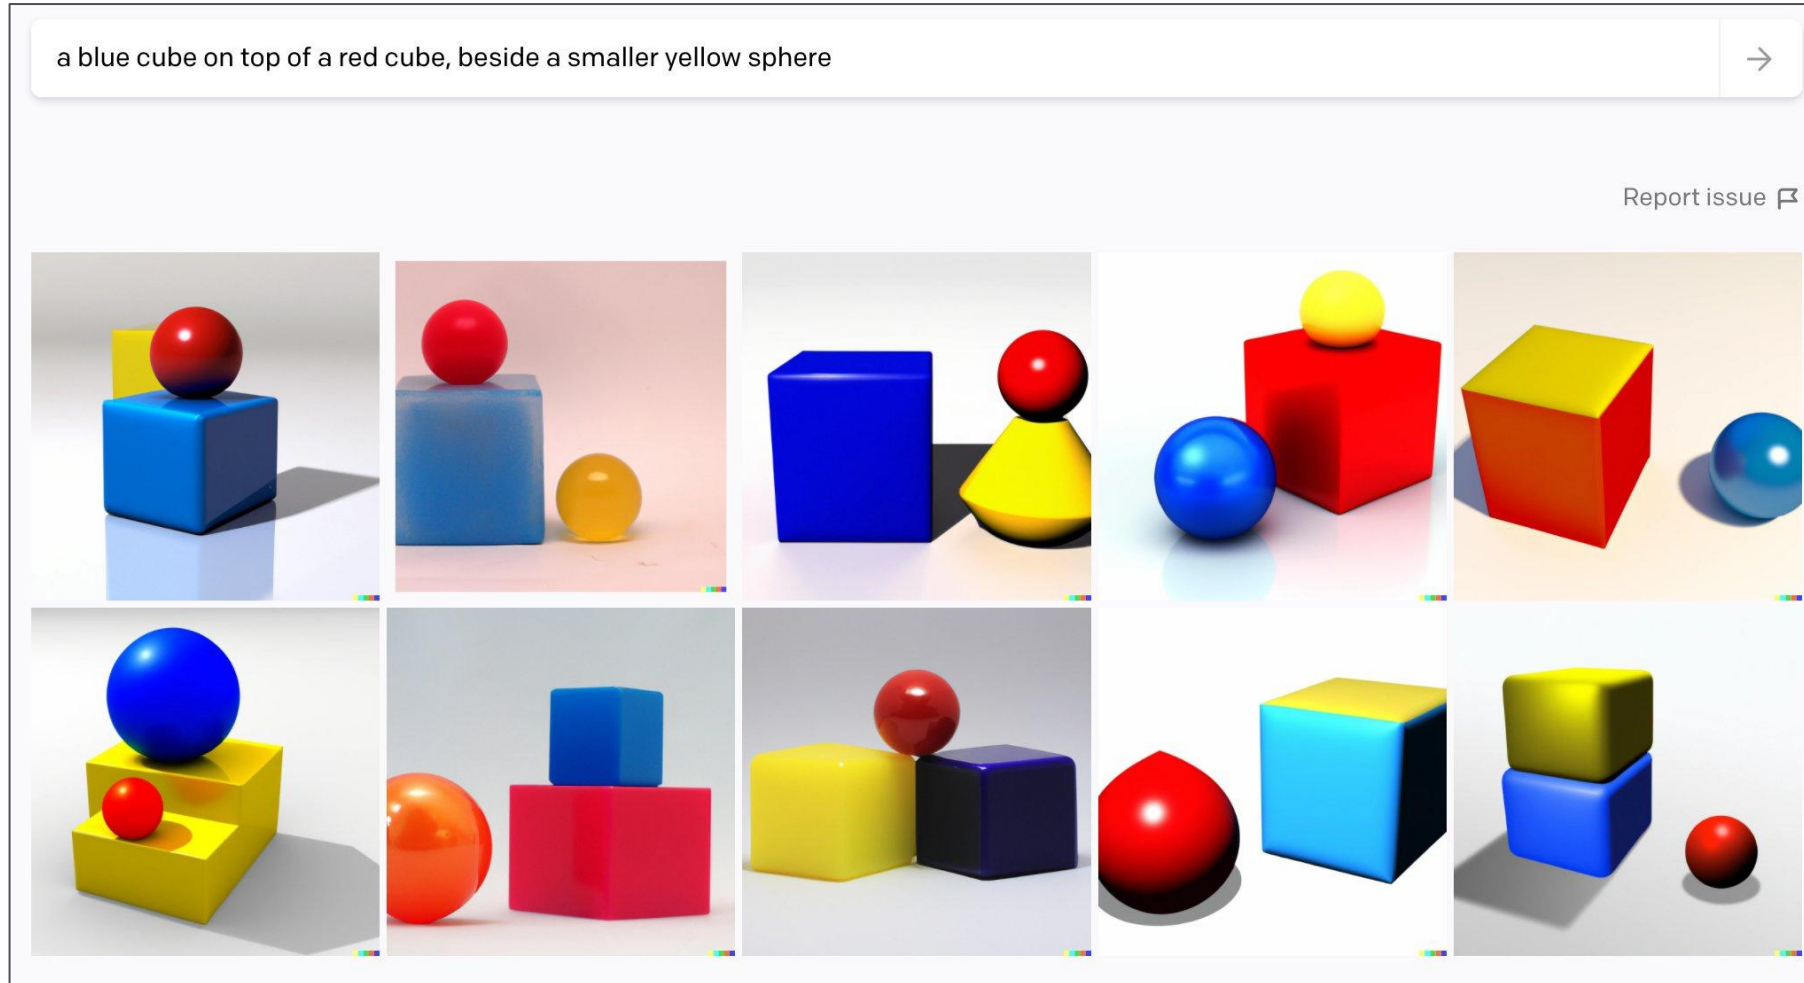 a blue cube on top of a red cube, beside a smaller yellow sphere
Report issue